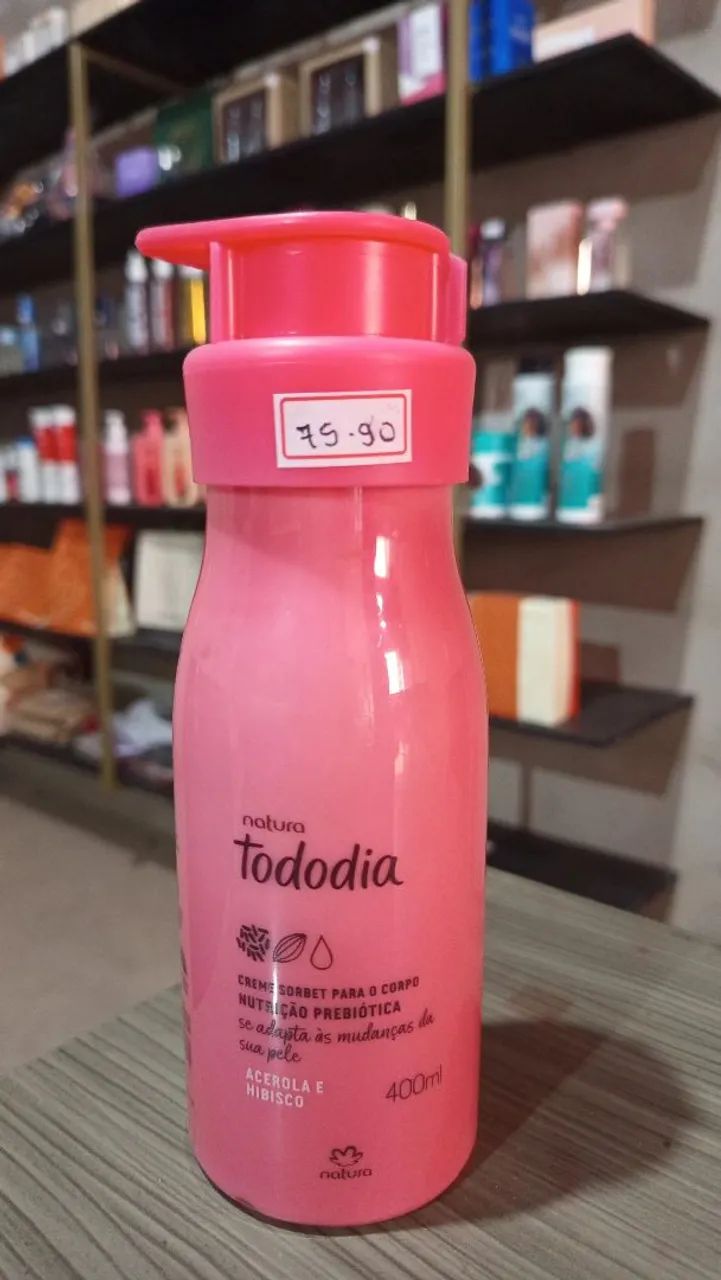 79.90
natura
tododia
CREME SORBET PARA O CORPO
NUTRIÇÃO PREBIÓTICA
se adapta às mudanças da
sua pele
ACEROLA E
HIBISCO
400ml
natura